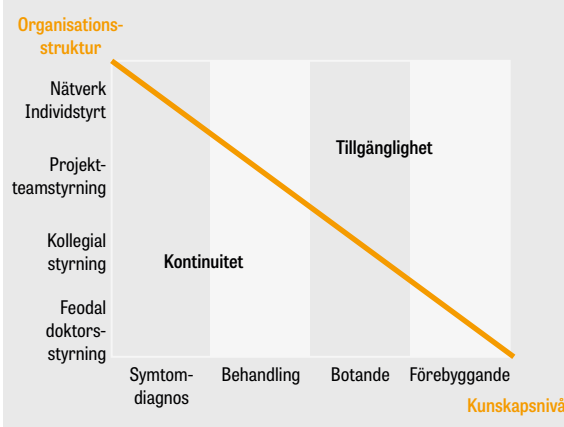 Organisations-
struktur
Nätverk
Individstyrt
Tillgänglighet
Projekt-
teamstyrning
Kollegial
styrning
Kontinuitet
Feodal
doktors-
styrning
Symtom-
diagnos
Behandling
Botande
Förebyggande
Kunskapsnivå